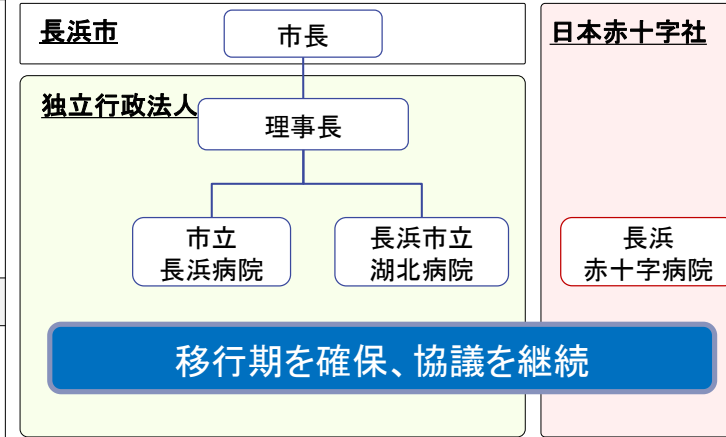 長浜市
市長
日本赤十字社
独立行政法人
理事長
市立
長浜病院
長浜市立
湖北病院
長浜
赤十字病院
移行期を確保、協議を継続